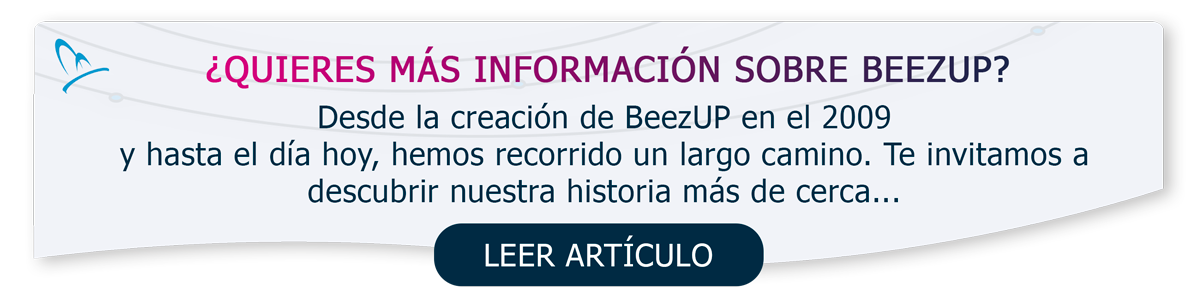 ¿QUIERES MÁS INFORMACIÓN SOBRE BEEZUP?
Desde la creación de BeezUP en el 2009
y hasta el día hoy, hemos recorrido un largo camino. Te invitamos a
descubrir nuestra historia más de cerca...
LEER ARTÍCULO